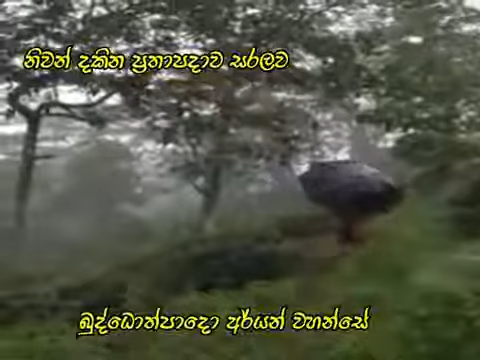 නිවන් දකින ප්‍රතාපදාව සරලව
බුද්ධොත්පාදො අර්යන් වහන්සේ